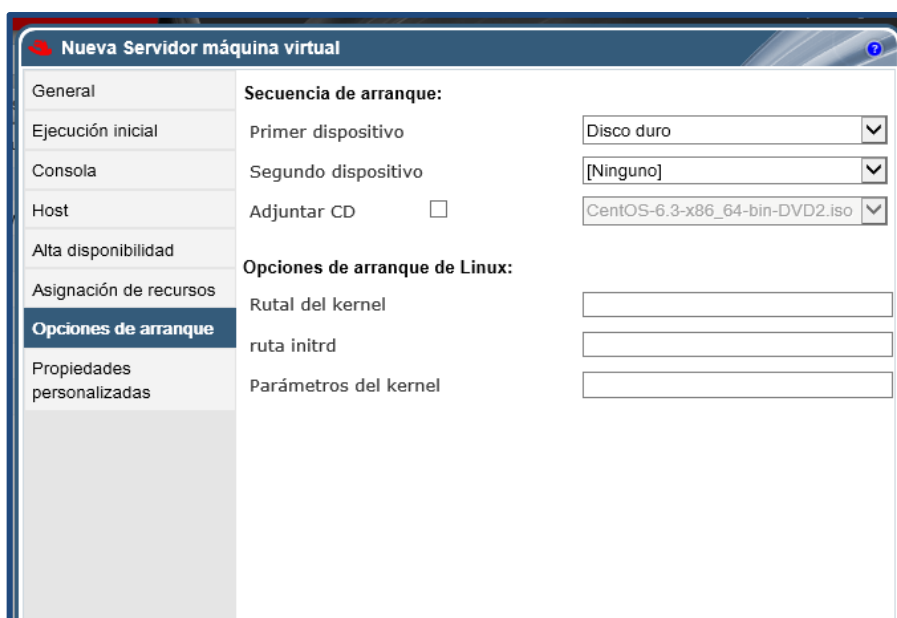 Nueva Servidor máquina virtual
?
General
Ejecución inicial
Consola
Host
Alta disponibilidad
Asignación de recursos
Opciones de arranque
Propiedades
personalizadas
Secuencia de arranque:
Primer dispositivo Disco duro
Segundo dispositivo [Ninguno]
Adjuntar CD CentOS-6.3-x86_64-bin-DVD2.iso
Opciones de arranque de Linux:
Rutal del kernel
ruta initrd
Parámetros del kernel